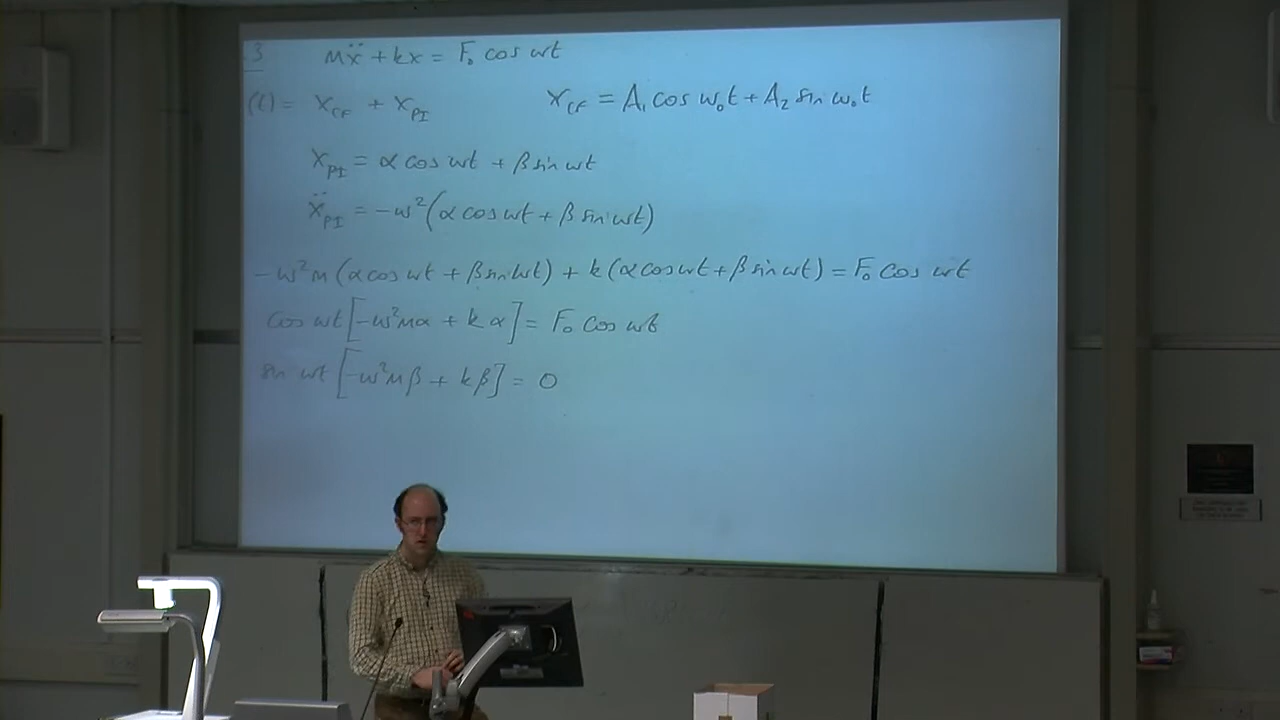 3 mẍ + kx = F₀ cos ωt
(t) = x_CF + x_PI x_CF = A₁ cos ω₀t + A₂ sin ω₀t
x_PI = α cos ωt + β sin ωt
ẍ_PI = -ω²(α cos ωt + β sin ωt)
-ω²m (α cos ωt + β sin ωt) + k (α cos ωt + β sin ωt) = F₀ cos ωt
cos ωt [-ω²mα + kα] = F₀ cos ωt
sin ωt [-ω²mβ + kβ] = 0